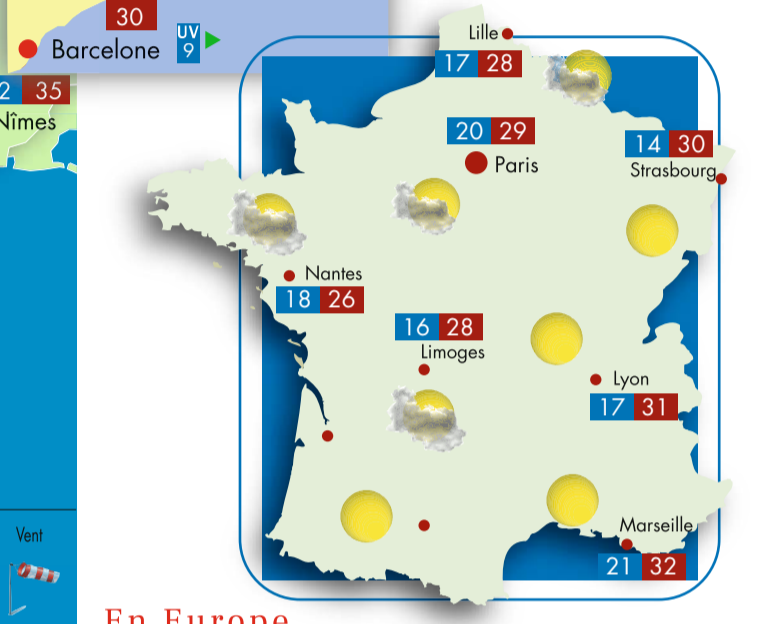 30
Barcelone
UV
9
2 35
Nîmes
Lille
17 28
20 29
Paris
14 30
Strasbourg
Nantes
18 26
16 28
Limoges
Lyon
17 31
Marseille
21 32
Vent
En Europe